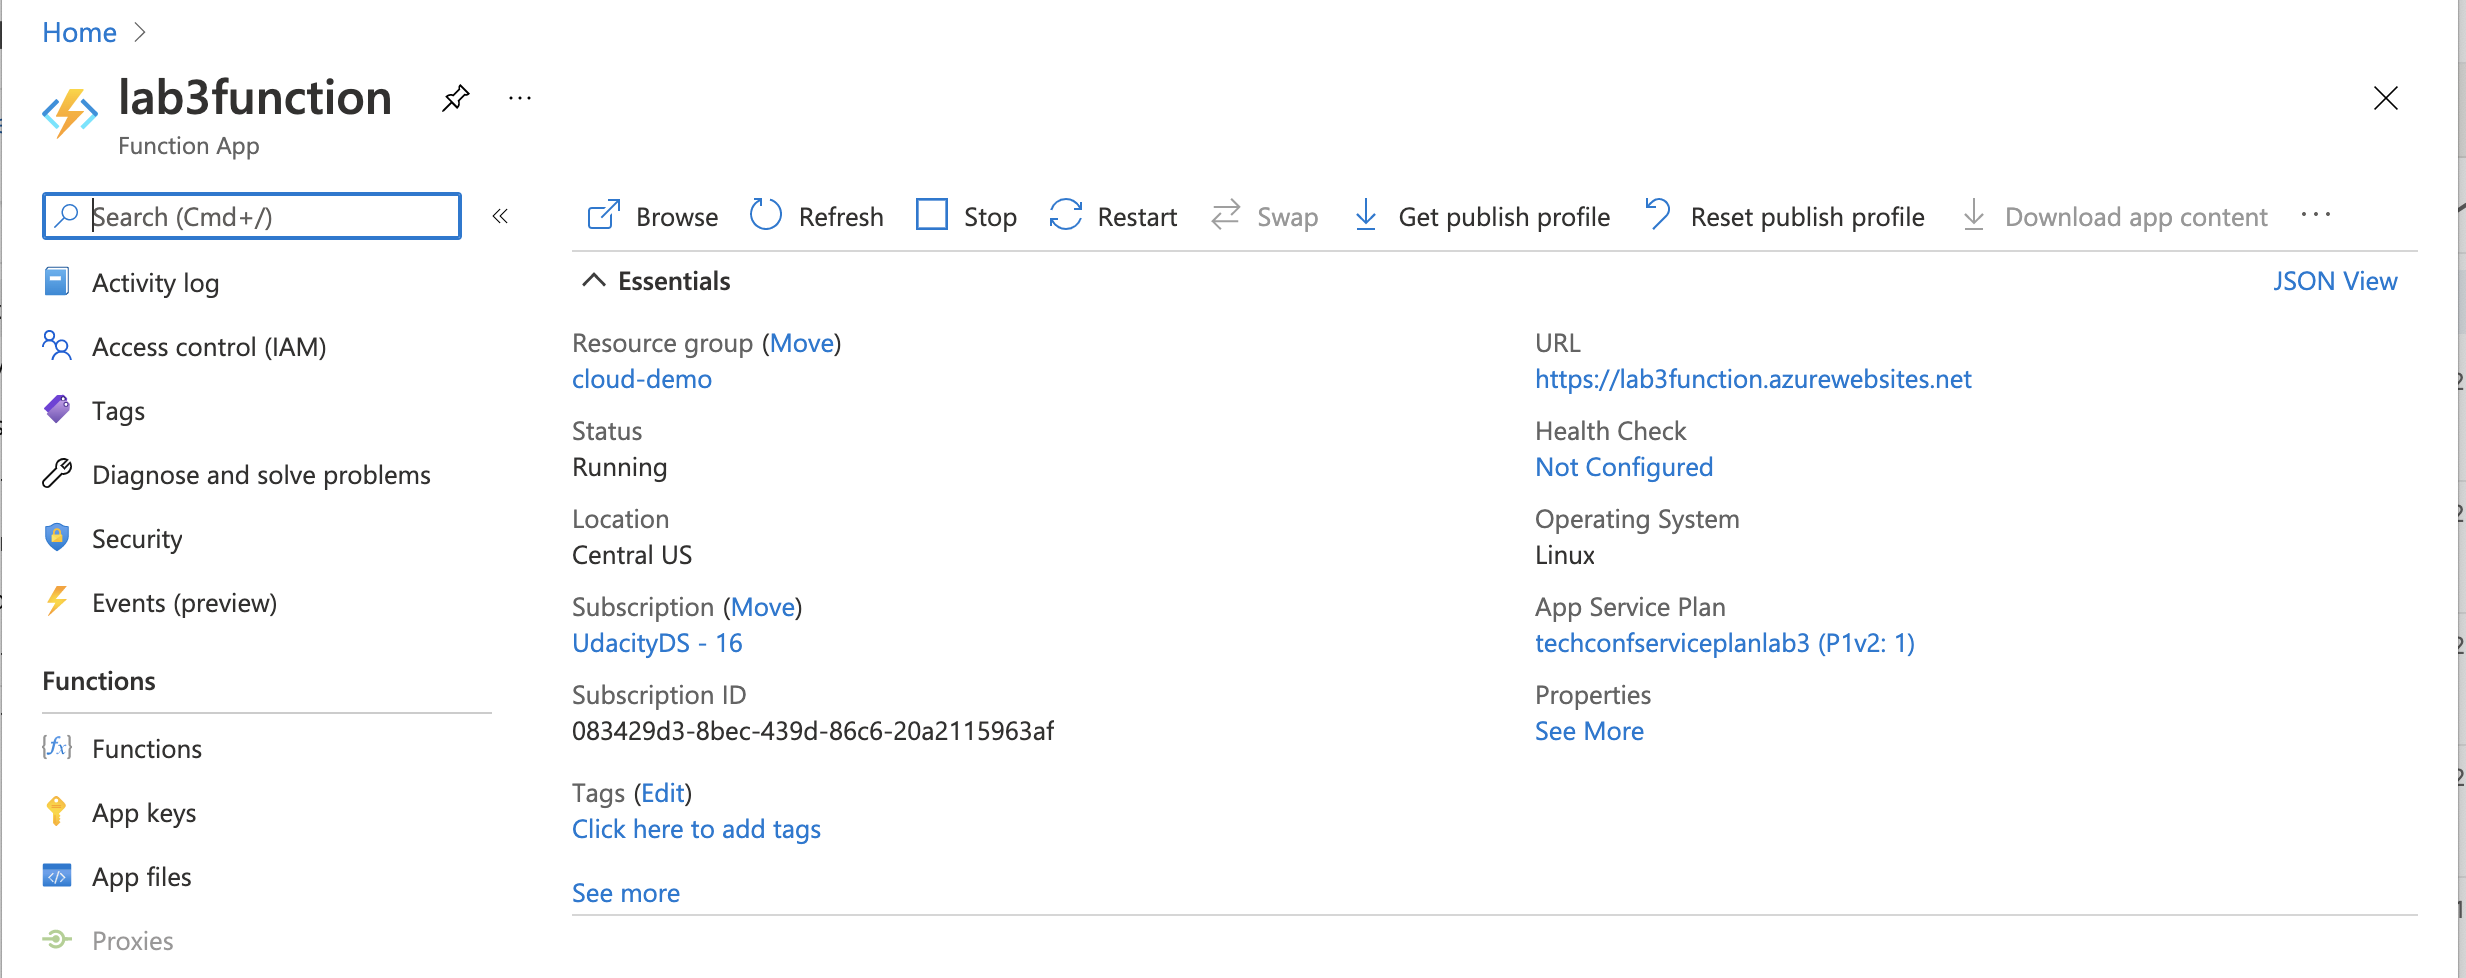 Home
lab3function
Function App
Search (Cmd+/)
Activity log
Access control (IAM)
Tags
Diagnose and solve problems
Security
Events (preview)
Functions
Functions
App keys
App files
Proxies
Browse Refresh Stop Restart Swap Get publish profile Reset publish profile Download app content
Essentials
JSON View
Resource group (Move)
cloud-demo
Status
Running
Location
Central US
Subscription (Move)
UdacityDS - 16
Subscription ID
083429d3-8bec-439d-86c6-20a2115963af
Tags (Edit)
Click here to add tags
See more
URL
https://lab3function.azurewebsites.net
Health Check
Not Configured
Operating System
Linux
App Service Plan
techconfserviceplanlab3 (P1v2: 1)
Properties
See More